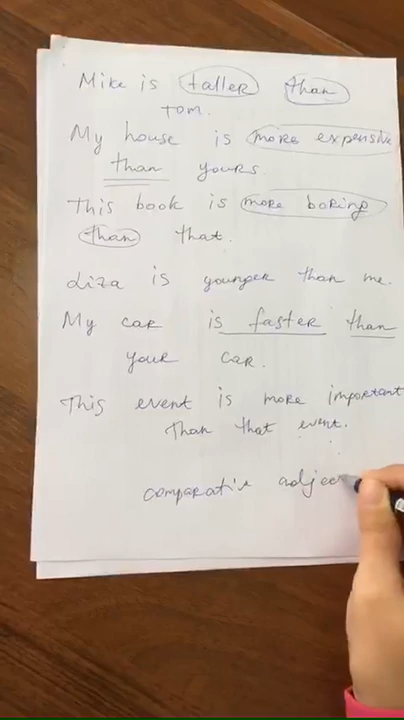 Mike is taller than
Tom.
My house is more expensive
than yours.
This book is more boring
than that.
Liza is younger than me.
My car is faster than
your car.
This event is more important
than that event.
comparativ adjec